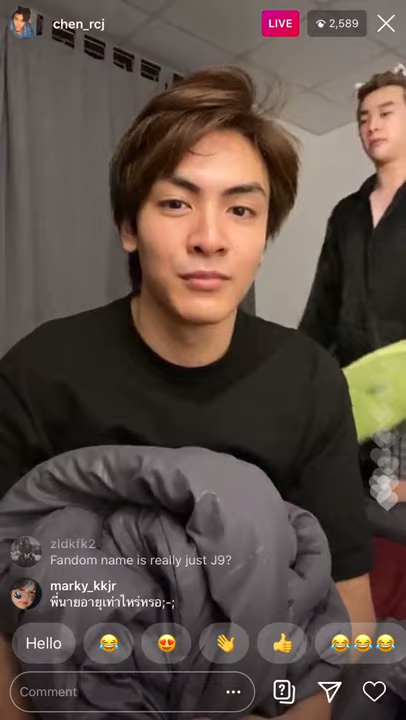 chen_rcj
LIVE
2,589
zldkfk2
Fandom name is really just J9?
marky_kkjr
พี่นายอายุเท่าไหร่หรอ;-;
Hello
Comment